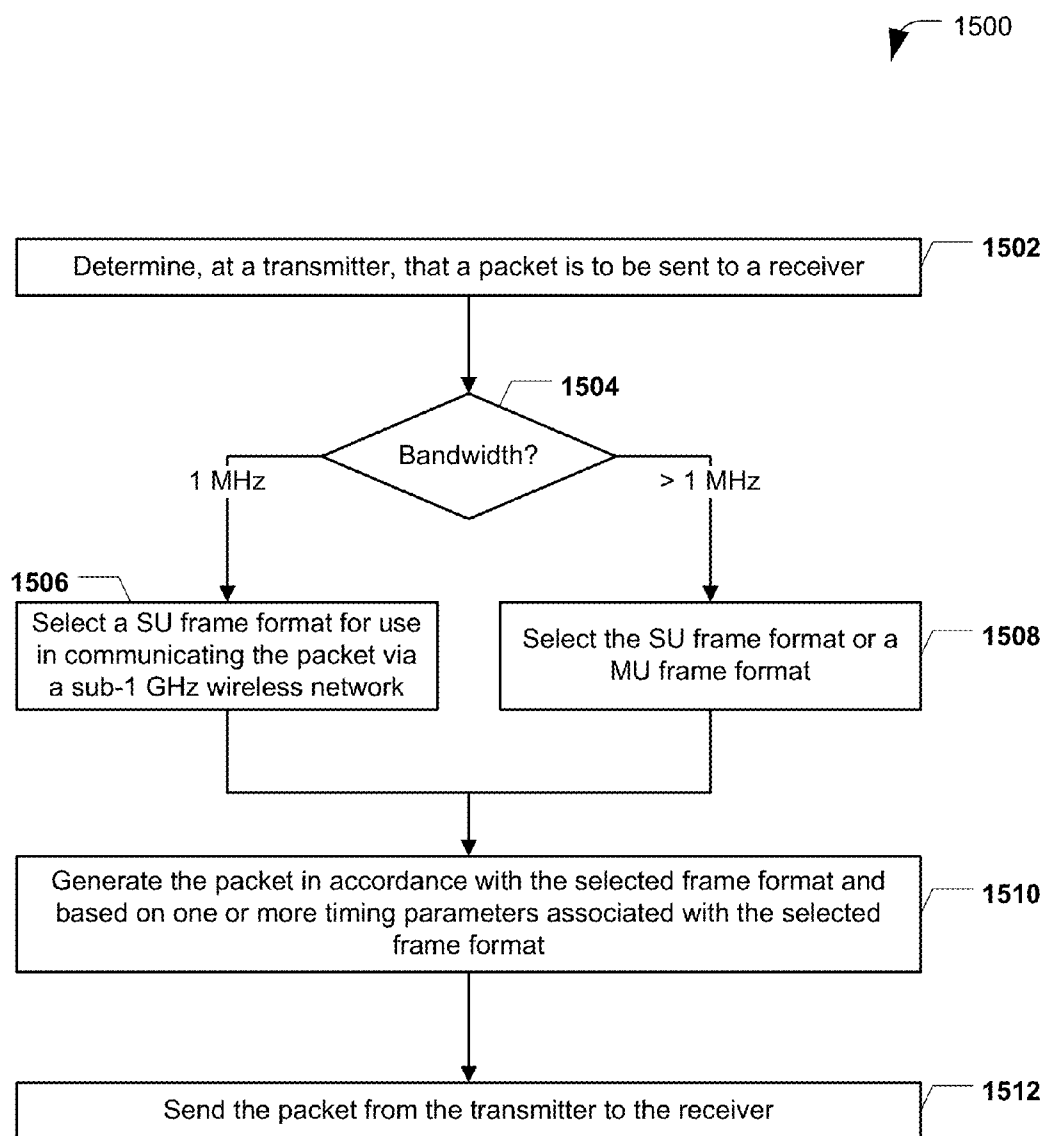 1500
Determine, at a transmitter, that a packet is to be sent to a receiver
1502
1504
Bandwidth?
1 MHz
> 1 MHz
1506
Select a SU frame format for use
in communicating the packet via
a sub-1 GHz wireless network
Select the SU frame format or a
MU frame format
1508
Generate the packet in accordance with the selected frame format and
based on one or more timing parameters associated with the selected
frame format
1510
Send the packet from the transmitter to the receiver
1512